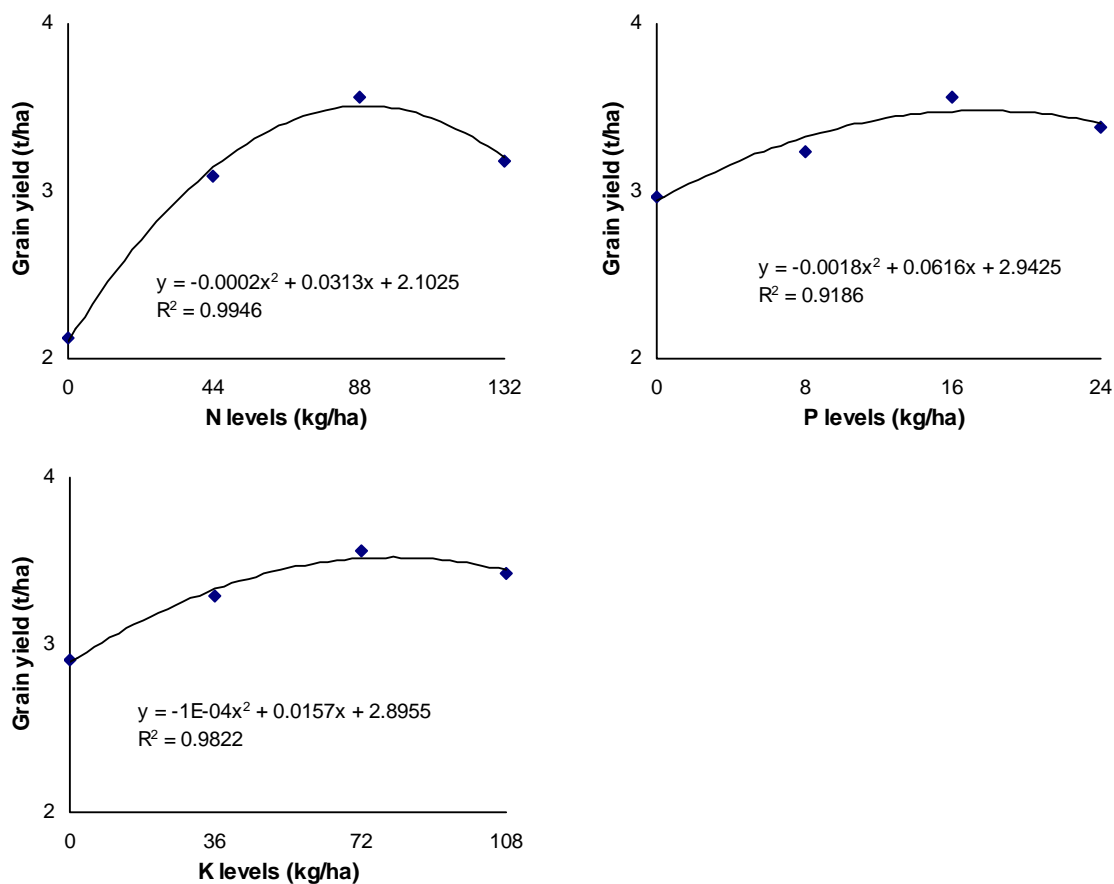 4
3
2
Grain yield (t/ha)
y = -0.0002x² + 0.0313x + 2.1025
R² = 0.9946
0 44 88 132
N levels (kg/ha)
4
3
2
Grain yield (t/ha)
y = -0.0018x² + 0.0616x + 2.9425
R² = 0.9186
0 8 16 24
P levels (kg/ha)
4
3
2
Grain yield (t/ha)
y = -1E-04x² + 0.0157x + 2.8955
R² = 0.9822
0 36 72 108
K levels (kg/ha)